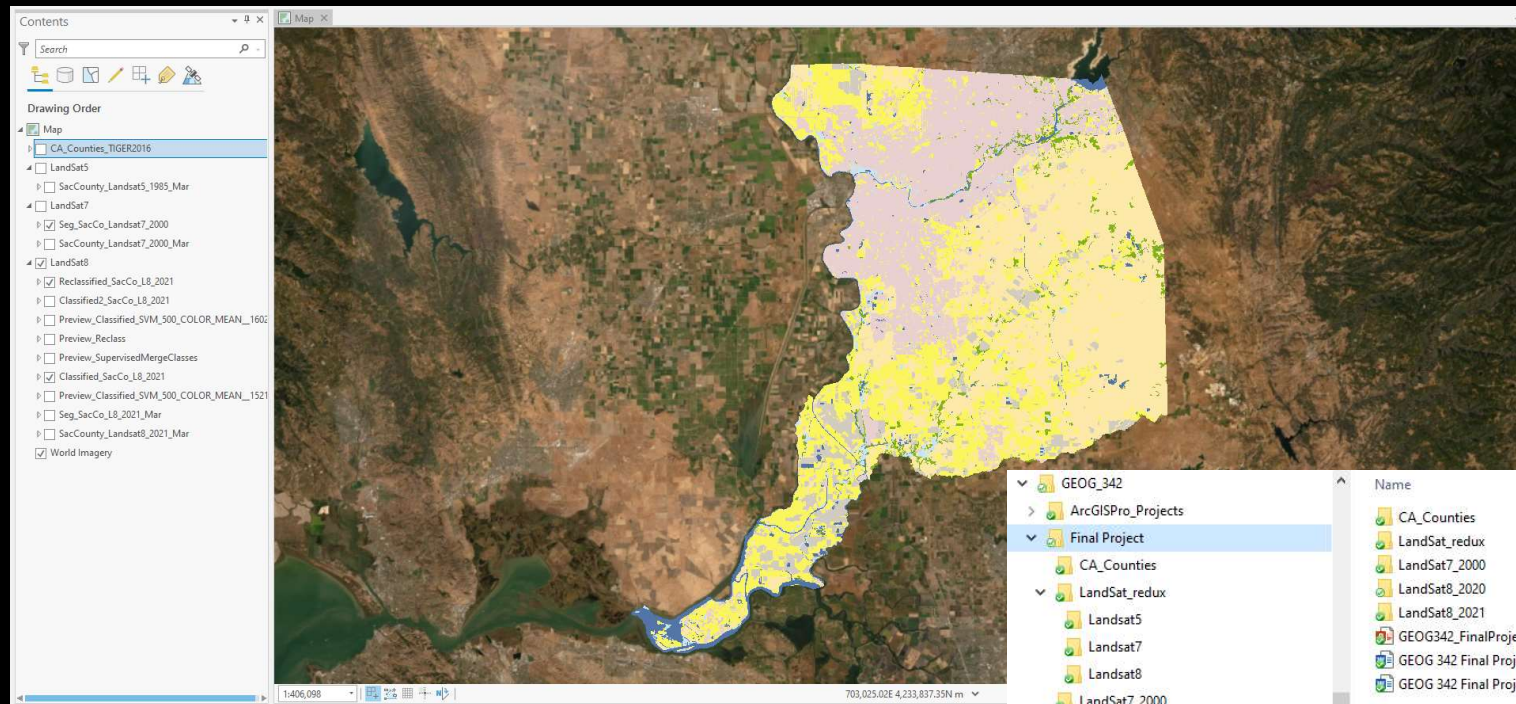 Contents
Map
Search
Drawing Order
Map
CA_Counties_TIGER2016
LandSat5
SacCounty_Landsat5_1985_Mar
LandSat7
Seg_SacCo_Landsat7_2000
SacCounty_Landsat7_2000_Mar
LandSat8
Reclassified_SacCo_L8_2021
Classified2_SacCo_L8_2021
Preview_Classified_SVM_500_COLOR_MEAN__1602
Preview_Reclass
Preview_SupervisedMergeClasses
Classified_SacCo_L8_2021
Preview_Classified_SVM_500_COLOR_MEAN__1521
Seg_SacCo_L8_2021_Mar
SacCounty_Landsat8_2021_Mar
World Imagery
1:406,098
703,025.02E 4,233,837.35N m
GEOG_342
ArcGISPro_Projects
Final Project
CA_Counties
LandSat_redux
Landsat5
Landsat7
Landsat8
LandSat7_2000
Name
CA_Counties
LandSat_redux
LandSat7_2000
LandSat8_2020
LandSat8_2021
GEOG342_FinalProje
GEOG 342 Final Proj
GEOG 342 Final Proj